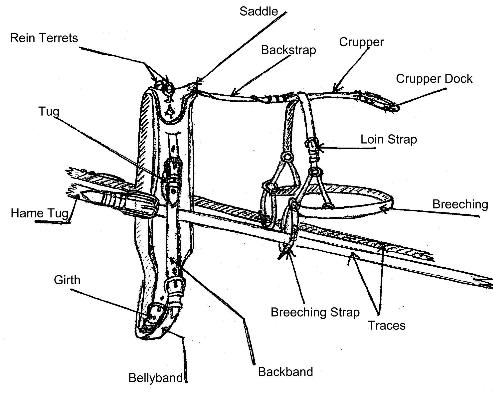 Saddle
Rein Terrets
Backstrap
Crupper
Crupper Dock
Tug
Loin Strap
Hame Tug
Breeching
Girth
Breeching Strap
Traces
Bellyband
Backband